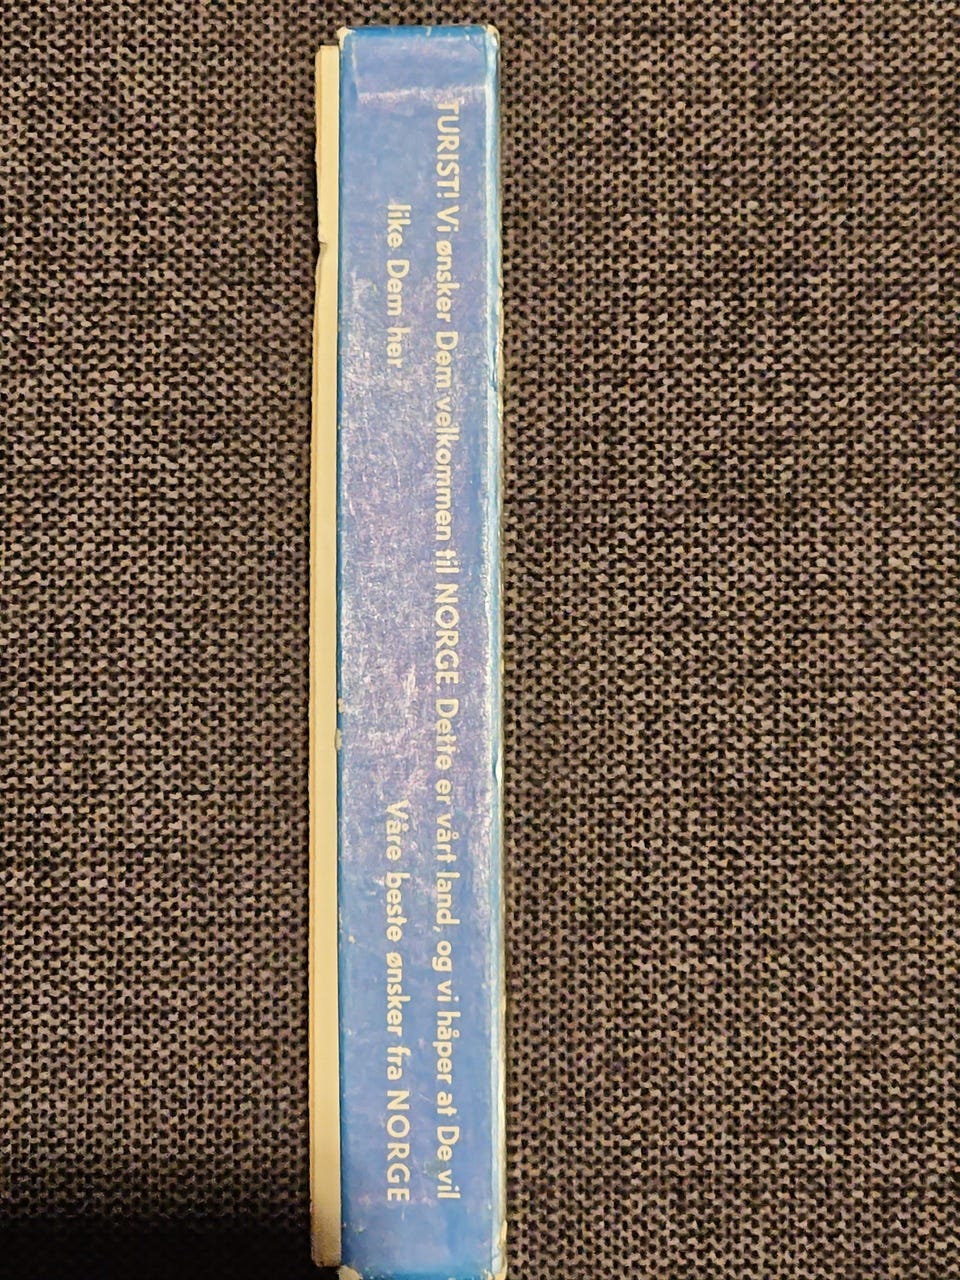 TURIST! Vi ønsker Dem velkommen til NORGE Dette er vårt land, og vi håper at De vil
like Dem her
Våre beste ønsker fra NORGE